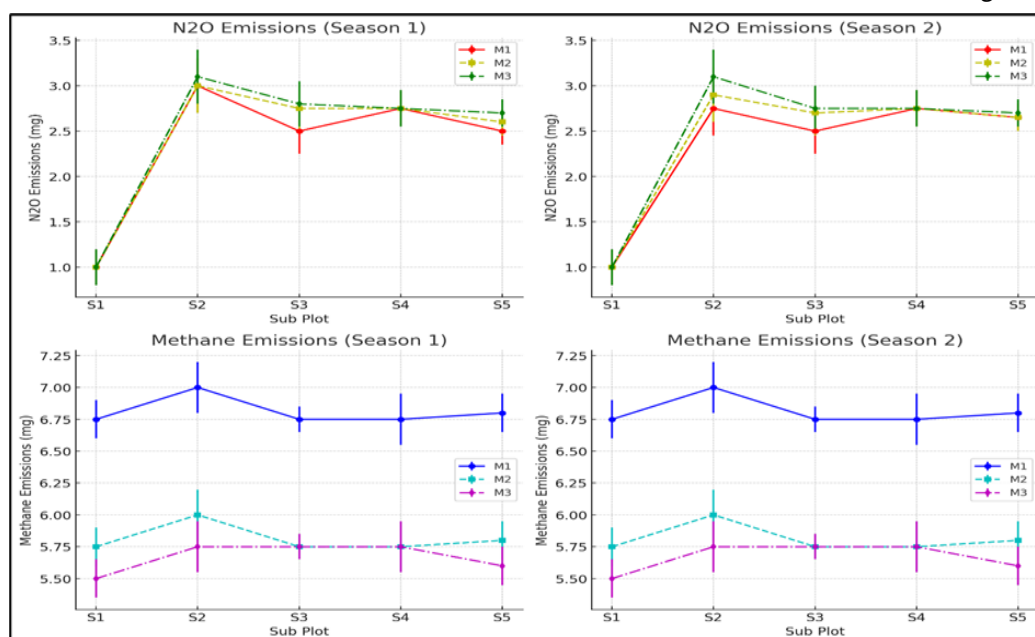 N2O Emissions (Season 1)
3.5
3.0
2.5
2.0
1.5
1.0
N2O Emissions (mg)
M1
M2
M3
S1 S2 S3 S4 S5
Sub Plot
N2O Emissions (Season 2)
3.5
3.0
2.5
2.0
1.5
1.0
N2O Emissions (mg)
M1
M2
M3
S1 S2 S3 S4 S5
Sub Plot
Methane Emissions (Season 1)
7.25
7.00
6.75
6.50
6.25
6.00
5.75
5.50
Methane Emissions (mg)
M1
M2
M3
S1 S2 S3 S4 S5
Sub Plot
Methane Emissions (Season 2)
7.25
7.00
6.75
6.50
6.25
6.00
5.75
5.50
Methane Emissions (mg)
M1
M2
M3
S1 S2 S3 S4 S5
Sub Plot